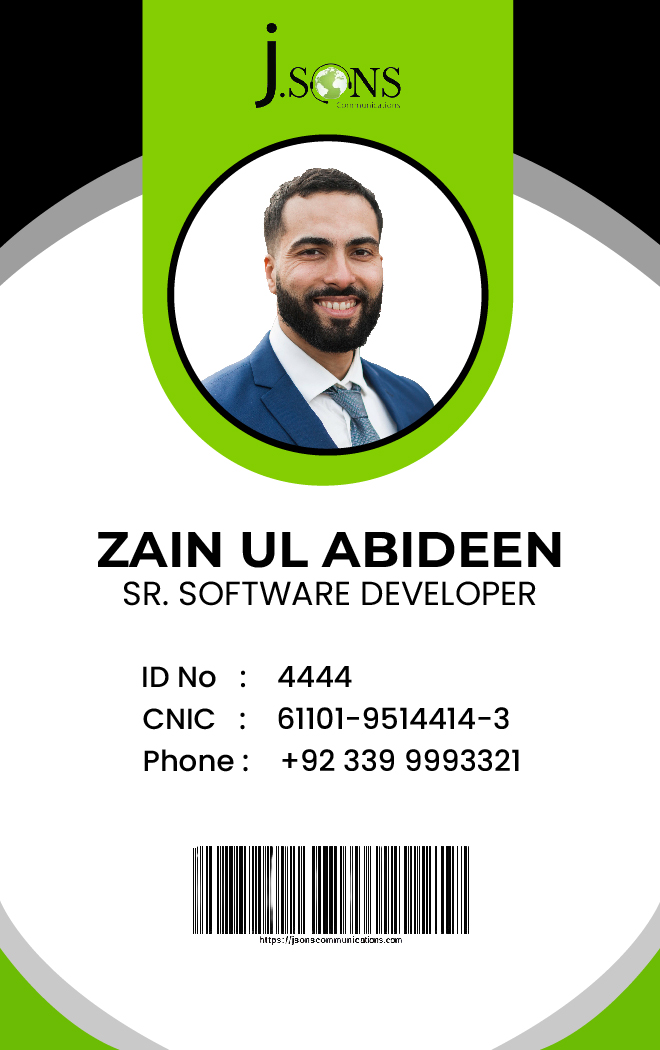 j.SONS
Communications
ZAIN UL ABIDEEN
SR. SOFTWARE DEVELOPER
ID No : 4444
CNIC : 61101-9514414-3
Phone : +92 339 9993321
https://jsonscommunications.com